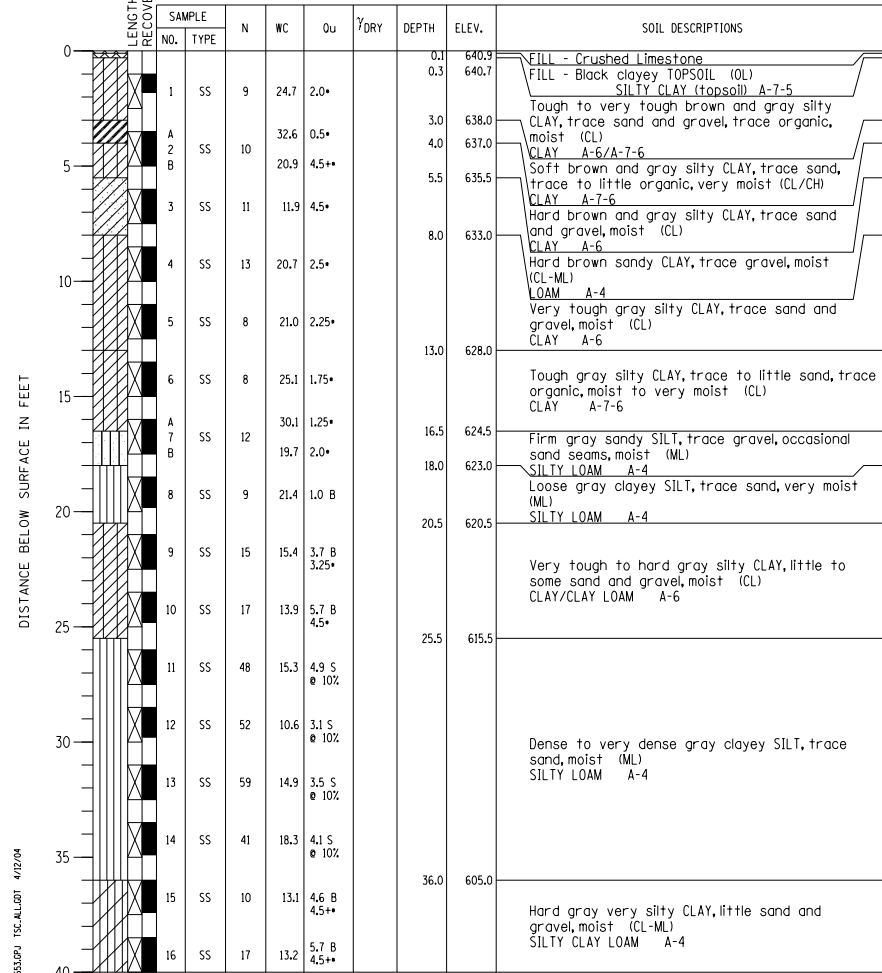 LENGTH
RECOVE
SAMPLE
NO. TYPE N WC Qu γDRY DEPTH ELEV. SOIL DESCRIPTIONS
0
0.1 640.9 FILL - Crushed Limestone
0.3 640.7 FILL - Black clayey TOPSOIL (OL)
SILTY CLAY (topsoil) A-7-5
1 SS 9 24.7 2.0*
Tough to very tough brown and gray silty
3.0 638.0 CLAY, trace sand and gravel, trace organic,
moist (CL)
CLAY A-6/A-7-6
A 32.6 0.5*
2 SS 10
B 20.9 4.5+*
4.0 637.0
5
Soft brown and gray silty CLAY, trace sand,
5.5 635.5 trace to little organic, very moist (CL/CH)
CLAY A-7-6
3 SS 11 11.9 4.5*
Hard brown and gray silty CLAY, trace sand
and gravel, moist (CL)
8.0 633.0
CLAY A-6
4 SS 13 20.7 2.5*
Hard brown sandy CLAY, trace gravel, moist
(CL-ML)
10
LOAM A-4
5 SS 8 21.0 2.25*
Very tough gray silty CLAY, trace sand and
gravel, moist (CL)
CLAY A-6
13.0 628.0
6 SS 8 25.1 1.75*
Tough gray silty CLAY, trace to little sand, trace
organic, moist to very moist (CL)
CLAY A-7-6
15
A 30.1 1.25*
7 SS 12
B 19.7 2.0*
16.5 624.5
Firm gray sandy SILT, trace gravel, occasional
sand seams, moist (ML)
18.0 623.0
SILTY LOAM A-4
8 SS 9 21.4 1.0 B
Loose gray clayey SILT, trace sand, very moist
(ML)
SILTY LOAM A-4
20
20.5 620.5
9 SS 15 15.4 3.7 B
3.25*
Very tough to hard gray silty CLAY, little to
some sand and gravel, moist (CL)
CLAY/CLAY LOAM A-6
10 SS 17 13.9 5.7 B
4.5*
25
25.5 615.5
11 SS 48 15.3 4.9 S
@ 10%
12 SS 52 10.6 3.1 S
@ 10%
30
Dense to very dense gray clayey SILT, trace
sand, moist (ML)
SILTY LOAM A-4
13 SS 59 14.9 3.5 S
@ 10%
14 SS 41 18.3 4.1 S
@ 10%
35
36.0 605.0
15 SS 10 13.1 4.6 B
4.5+*
Hard gray very silty CLAY, little sand and
gravel, moist (CL-ML)
SILTY CLAY LOAM A-4
16 SS 17 13.2 5.7 B
4.5+*
40
DISTANCE BELOW SURFACE IN FEET
TSC_ALL.GDT 4/12/04